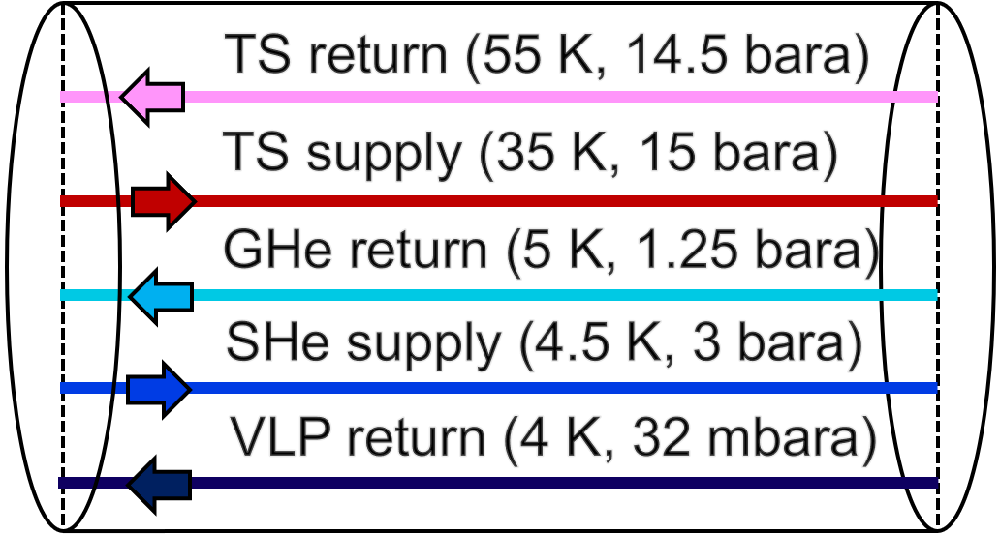 TS return (55 K, 14.5 bara)
TS supply (35 K, 15 bara)
GHe return (5 K, 1.25 bara)
SHe supply (4.5 K, 3 bara)
VLP return (4 K, 32 mbara)